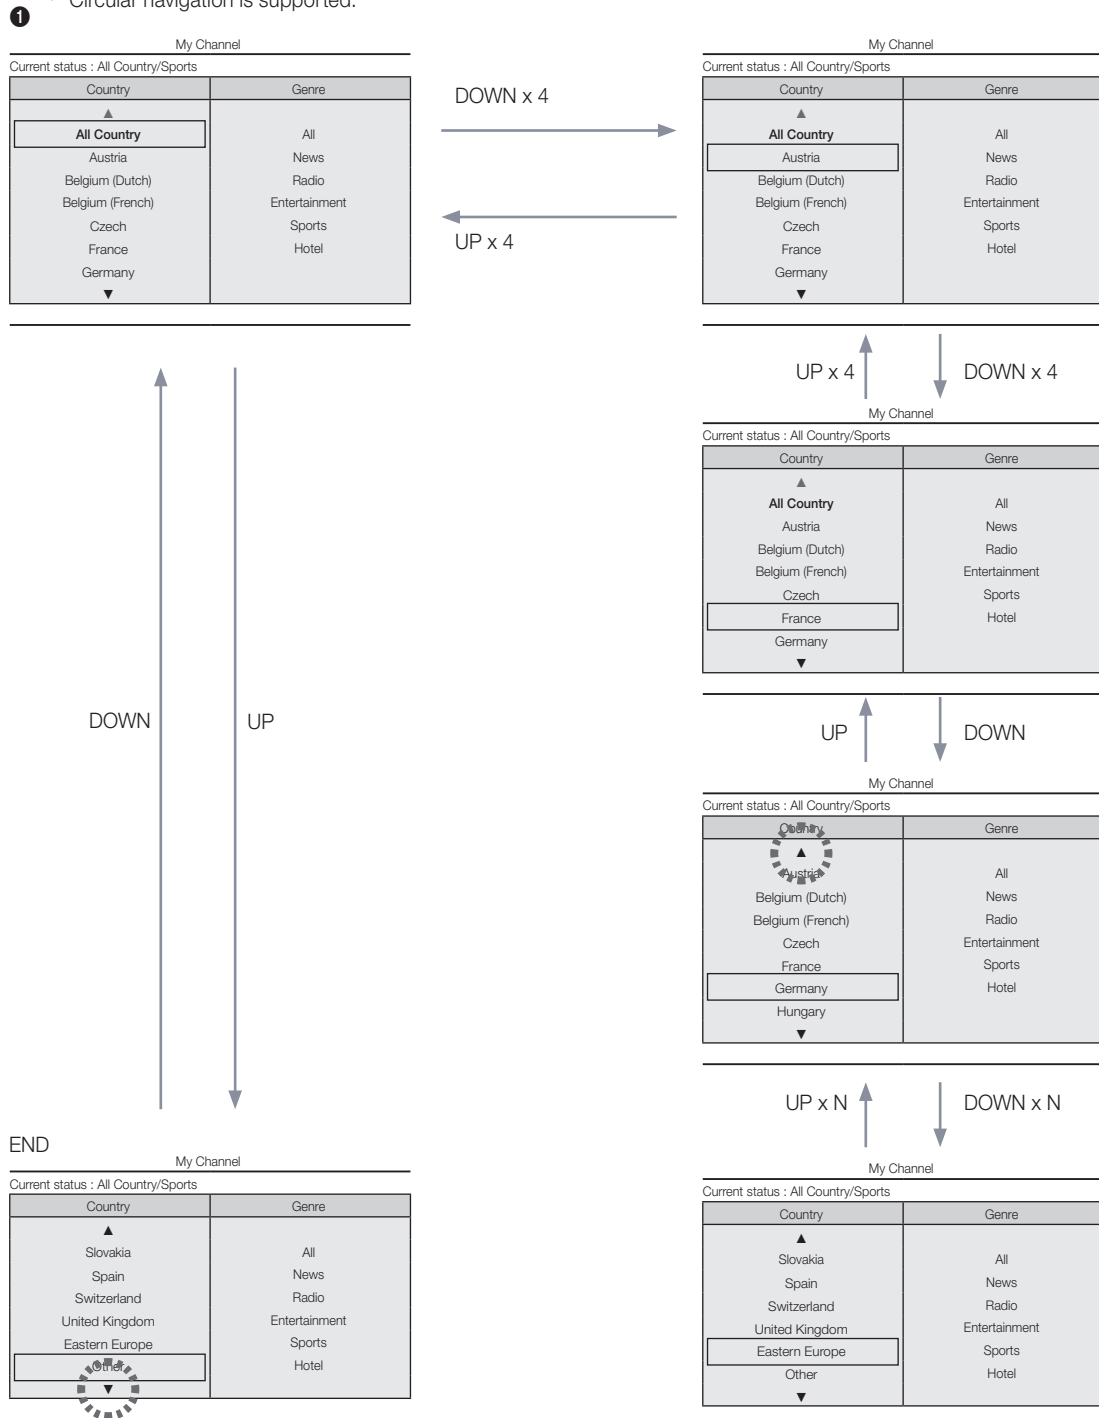 Circular navigation is supported.
❶
My Channel
Current status : All Country/Sports
Country Genre
▲
All Country All
Austria News
Belgium (Dutch) Radio
Belgium (French) Entertainment
Czech Sports
France Hotel
Germany
▼
DOWN x 4
UP x 4
My Channel
Current status : All Country/Sports
Country Genre
▲
All Country All
Austria News
Belgium (Dutch) Radio
Belgium (French) Entertainment
Czech Sports
France Hotel
Germany
▼
UP x 4 DOWN x 4
My Channel
Current status : All Country/Sports
Country Genre
▲
All Country All
Austria News
Belgium (Dutch) Radio
Belgium (French) Entertainment
Czech Sports
France Hotel
Germany
▼
DOWN UP
UP DOWN
My Channel
Current status : All Country/Sports
Country Genre
▲
Austria All
Belgium (Dutch) News
Belgium (French) Radio
Czech Entertainment
France Sports
Germany Hotel
Hungary
▼
UP x N DOWN x N
END
My Channel
Current status : All Country/Sports
Country Genre
▲
Slovakia All
Spain News
Switzerland Radio
United Kingdom Entertainment
Eastern Europe Sports
Other Hotel
▼
My Channel
Current status : All Country/Sports
Country Genre
▲
Slovakia All
Spain News
Switzerland Radio
United Kingdom Entertainment
Eastern Europe Sports
Other Hotel
▼